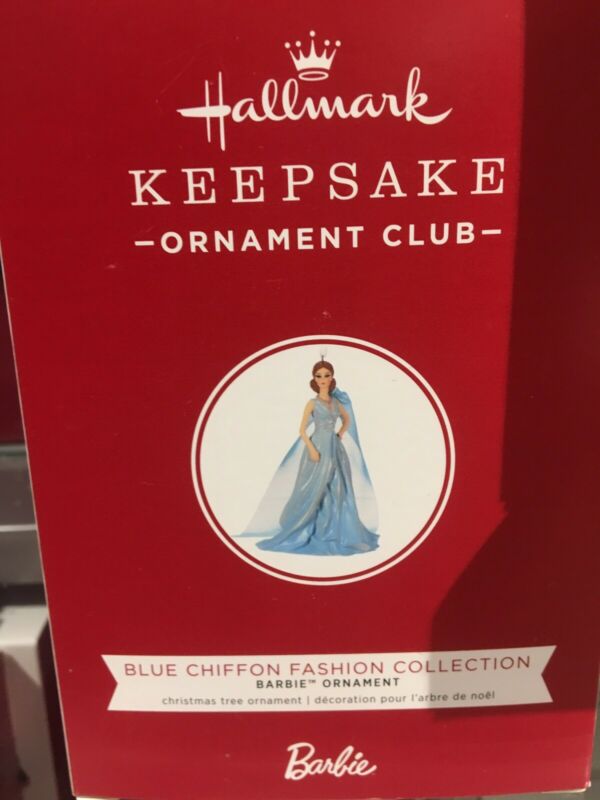 Hallmark
KEEPSAKE
–ORNAMENT CLUB–
BLUE CHIFFON FASHION COLLECTION
BARBIE™ ORNAMENT
christmas tree ornament | décoration pour l'arbre de noël
Barbie